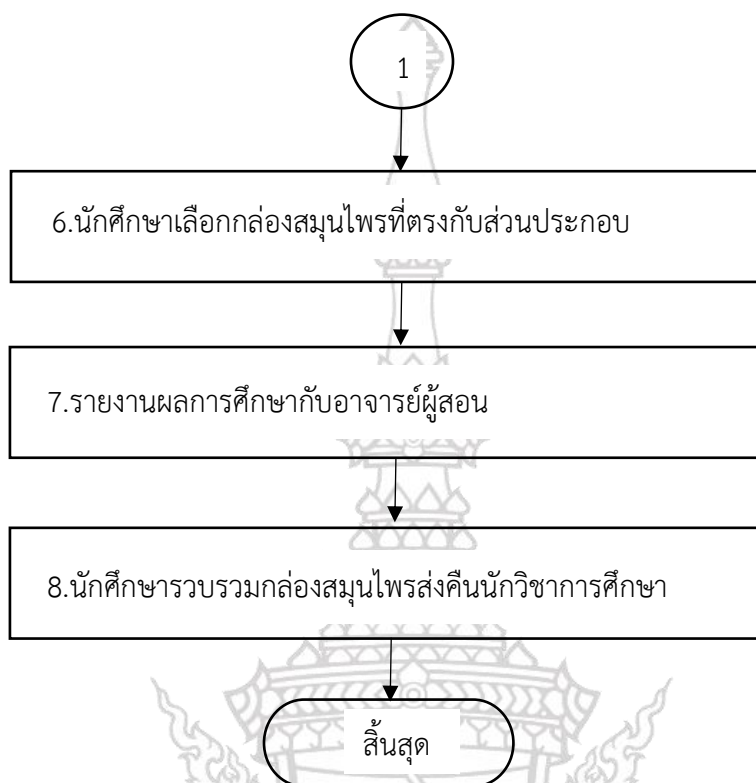 1
6.นักศึกษาเลือกกล่องสมุนไพรที่ตรงกับส่วนประกอบ
7.รายงานผลการศึกษากับอาจารย์ผู้สอน
8.นักศึกษารวบรวมกล่องสมุนไพรส่งคืนนักวิชาการศึกษา
สิ้นสุด